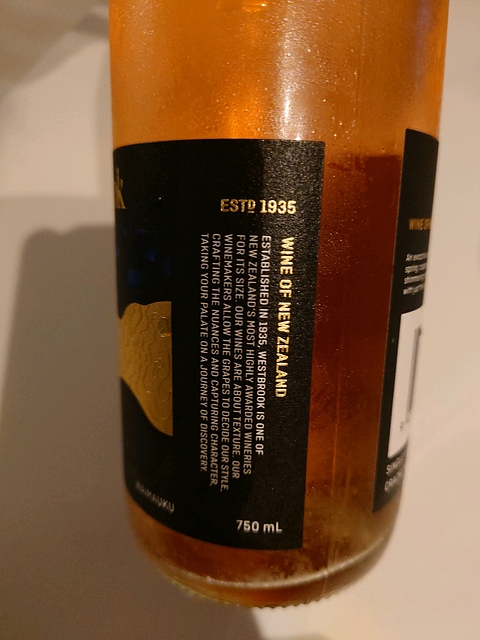 k
ESTD 1935
WINE OF NEW ZEALAND
ESTABLISHED IN 1935, WESTBROOK IS ONE OF
NEW ZEALAND'S MOST HIGHLY AWARDED WINERIES
FOR ITS SIZE. OUR WINES ARE ABOUT TEXTURE. OUR
WINEMAKERS ALLOW THE GRAPES TO DECIDE OUR STYLE,
CRAFTING THE NUANCES AND CAPTURING CHARACTER,
TAKING YOUR PALATE ON A JOURNEY OF DISCOVERY
WAIMAUKU
750 mL
WINE